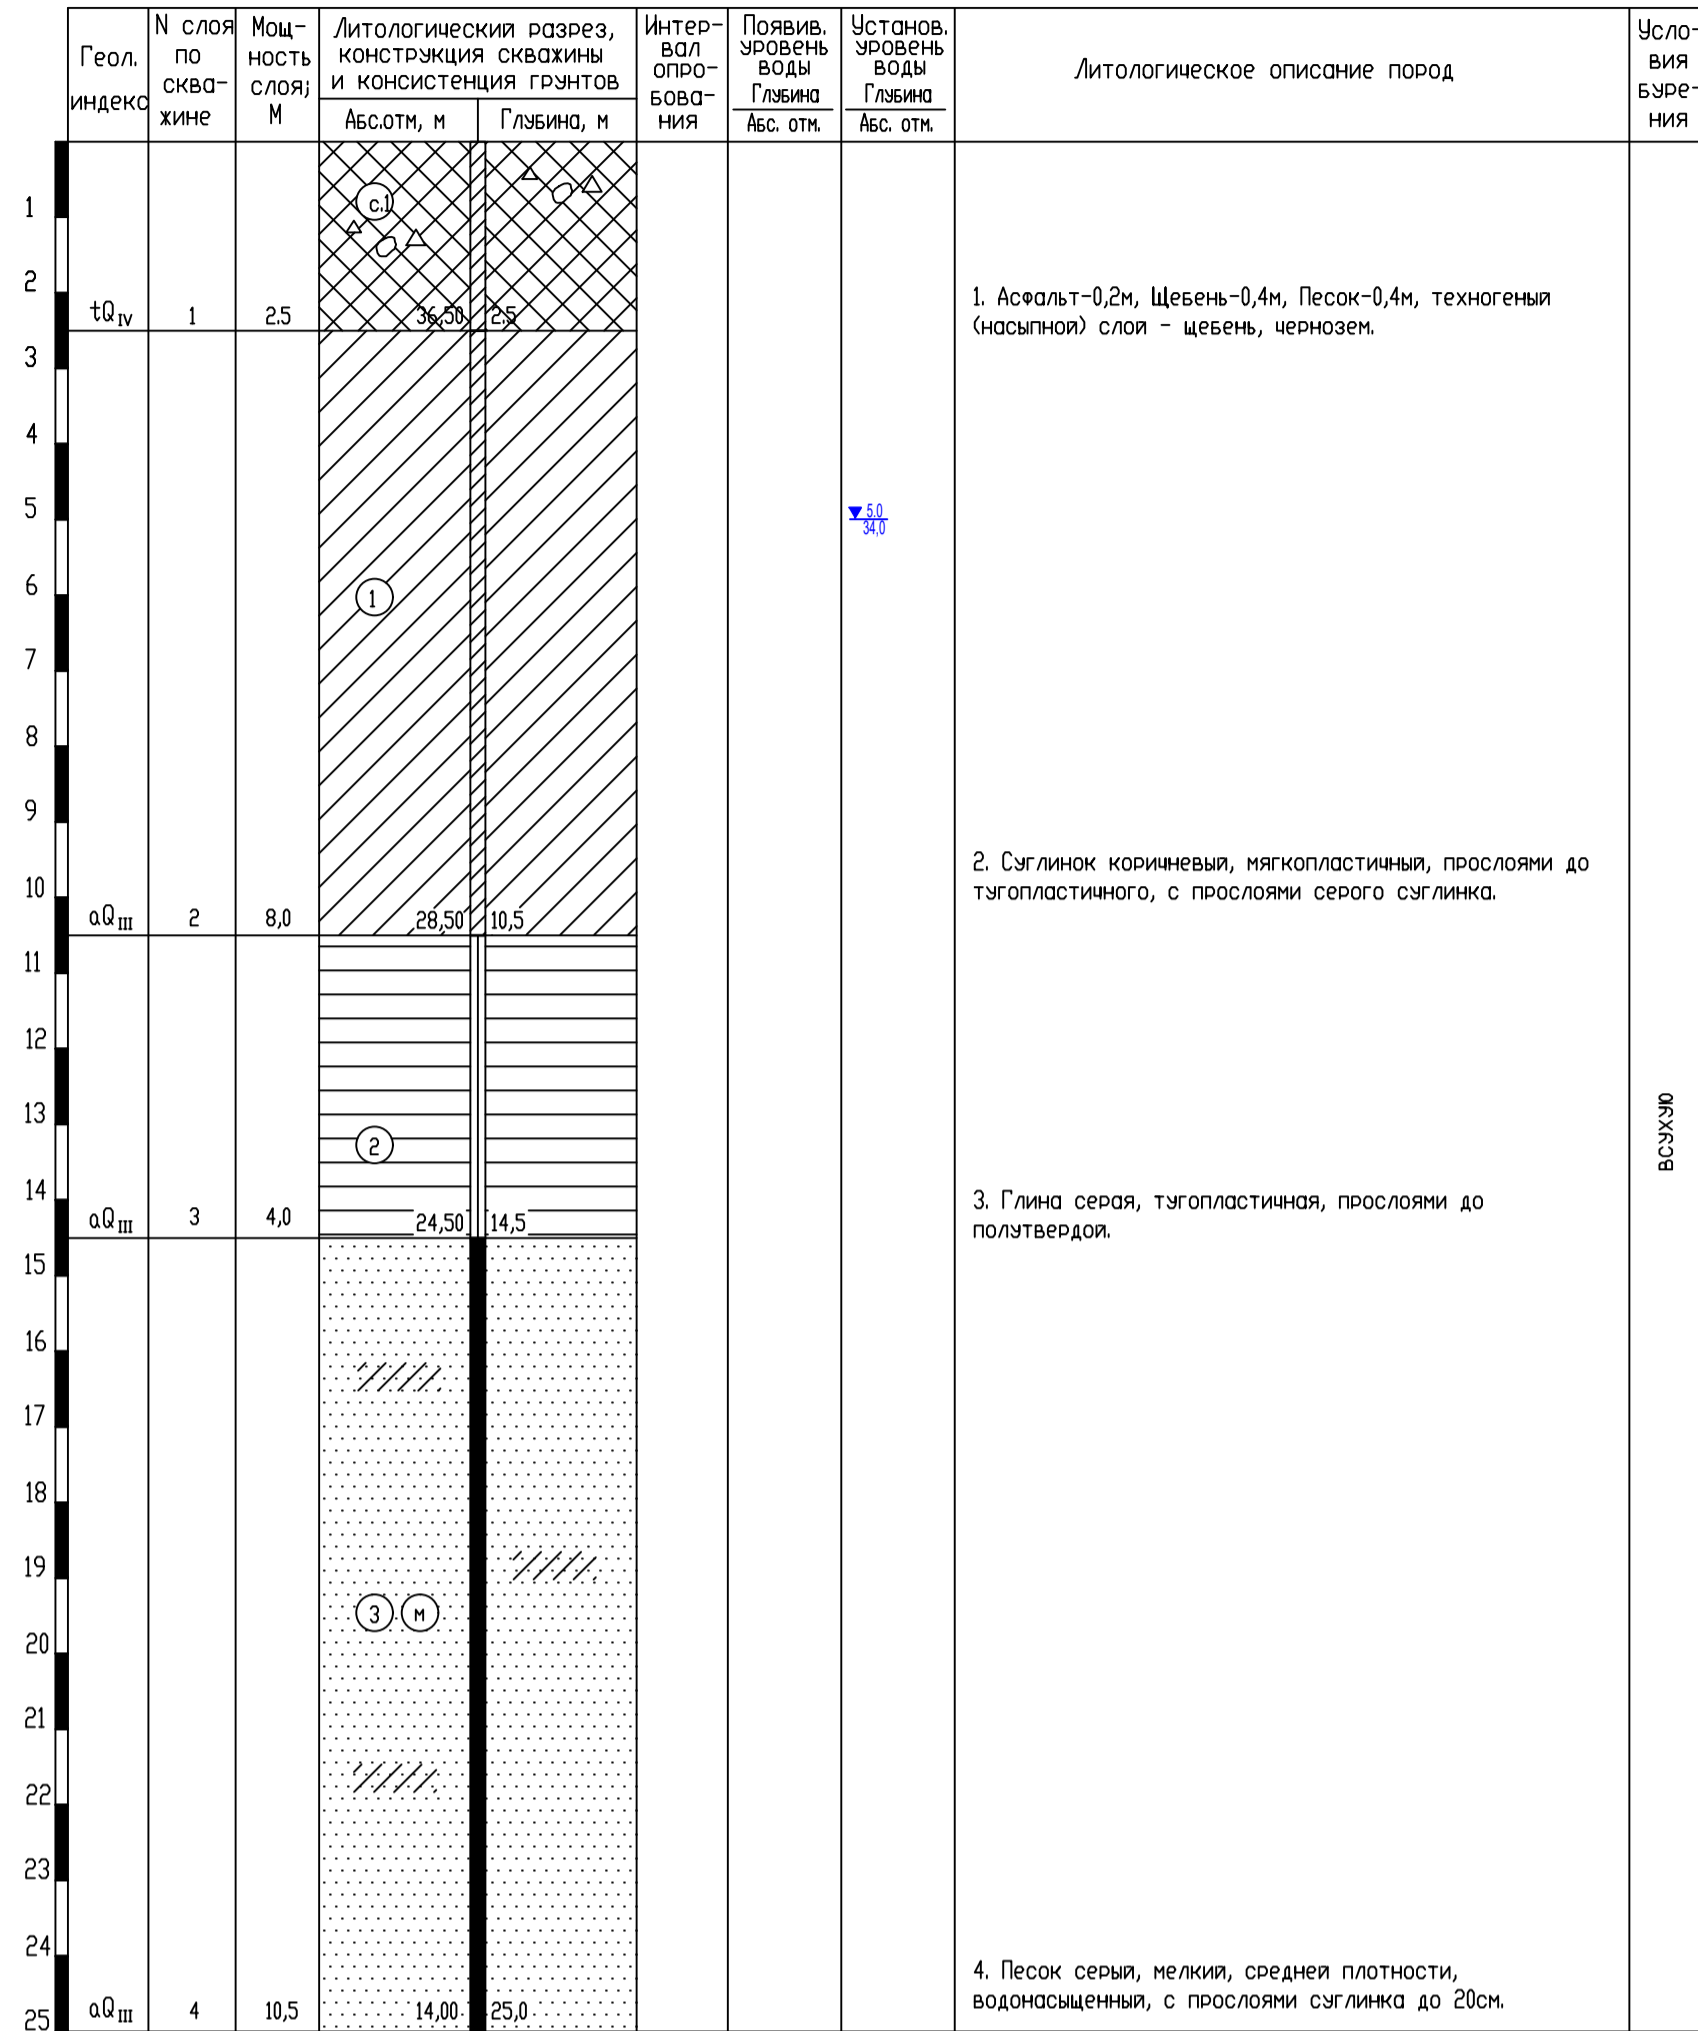 Геол.
индекс
N слоя
по
сква-
жине
Мощ-
ность
слоя;
М
Литологический разрез,
конструкция скважины
и консистенция грунтов
Абс.отм, м
Глубина, м
Интер-
вал
опро-
бова-
ния
Появив.
уровень
воды
Глубина
Абс. отм.
Установ.
уровень
воды
Глубина
Абс. отм.
Литологическое описание пород
Усло-
вия
буре-
ния
1
с.1
2
tQIV 1 2.5 36,50 2.5
1. Асфальт-0,2м, Щебень-0,4м, Песок-0,4м, техногеный
(насыпной) слой - щебень, чернозем.
3
4
5
5.0
34,0
6
1
7
8
9
2. Суглинок коричневый, мягкопластичный, прослоями до
тугопластичного, с прослоями серого суглинка.
10
aQIII 2 8,0 28,50 10,5
11
12
13
2
всухую
14
3. Глина серая, тугопластичная, прослоями до
полутвердой.
aQIII 3 4,0 24,50 14,5
15
16
17
18
19
3 м
20
21
22
23
24
4. Песок серый, мелкий, средней плотности,
водонасыщенный, с прослоями суглинка до 20см.
aQIII 4 10,5 14,00 25,0
25